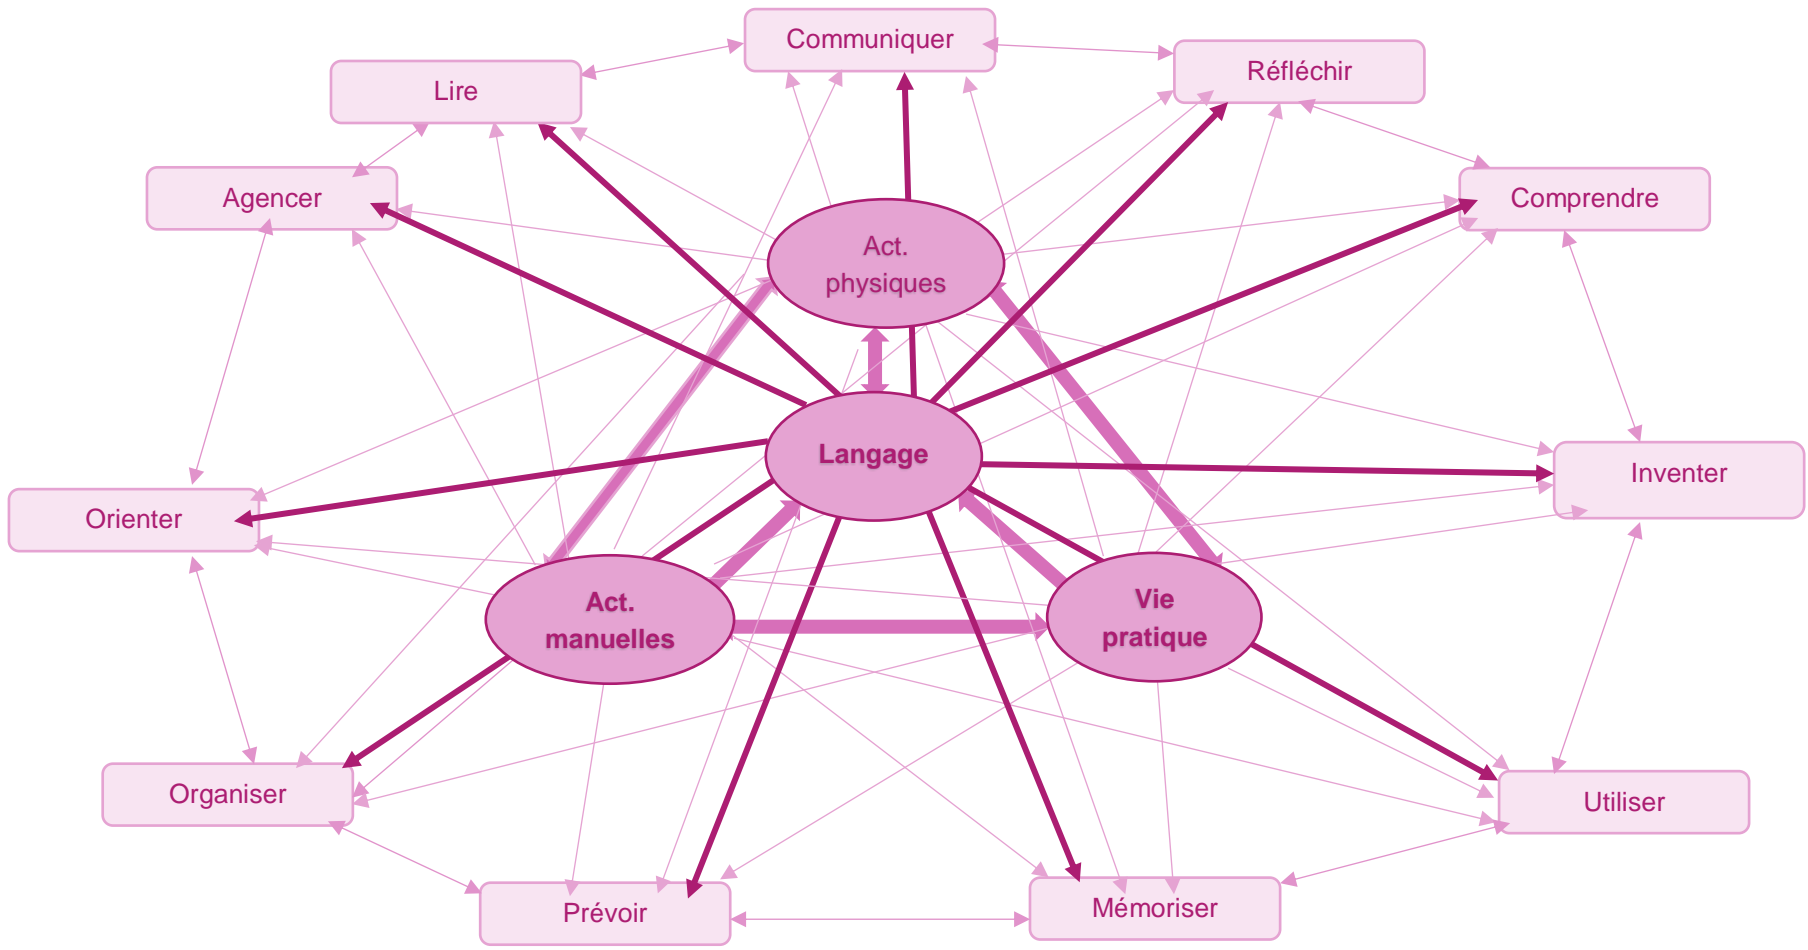 Communiquer
Réfléchir
Lire
Agencer
Comprendre
Act.
physiques
Langage
Inventer
Orienter
Act.
manuelles
Vie
pratique
Organiser
Utiliser
Prévoir
Mémoriser